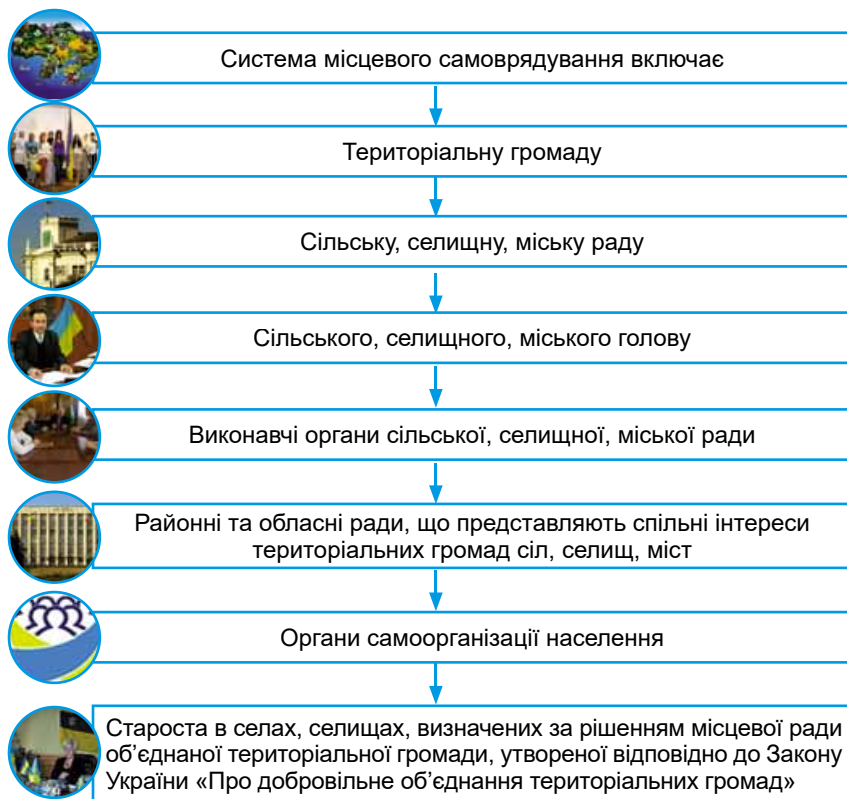 Система місцевого самоврядування включає
Територіальну громаду
Сільську, селищну, міську раду
Сільського, селищного, міського голову
Виконавчі органи сільської, селищної, міської ради
Районні та обласні ради, що представляють спільні інтереси
територіальних громад сіл, селищ, міст
Органи самоорганізації населення
Староста в селах, селищах, визначених за рішенням місцевої ради
об’єднаної територіальної громади, утвореної відповідно до Закону
України «Про добровільне об’єднання територіальних громад»